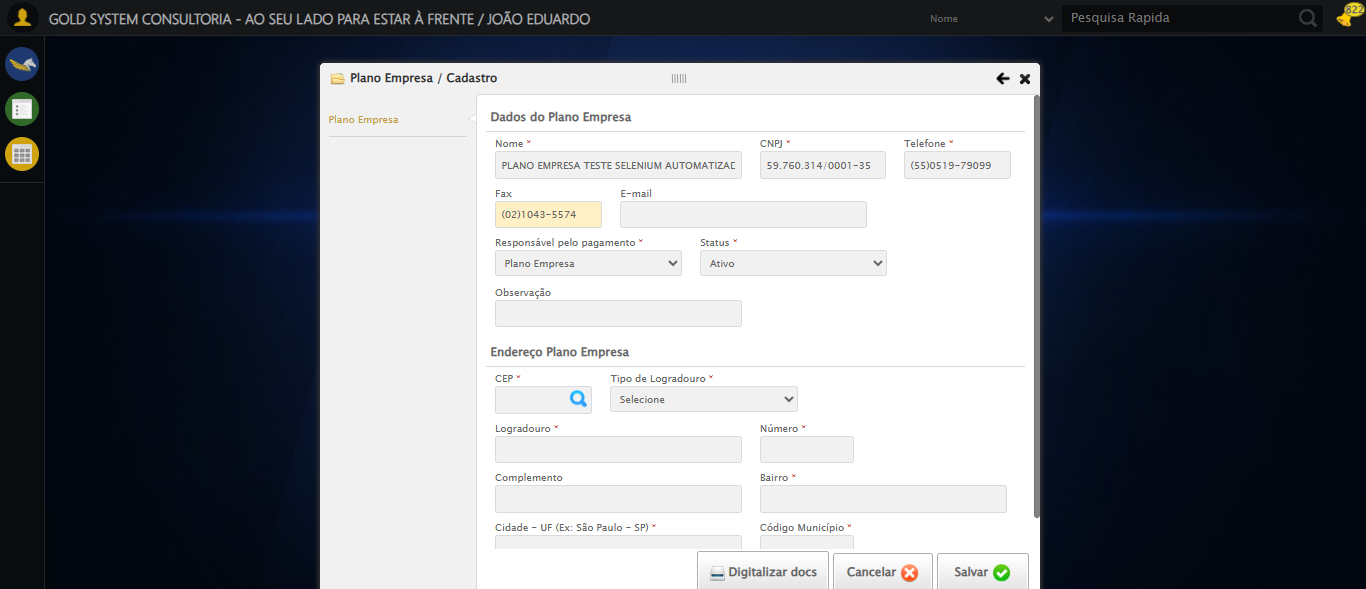 GOLD SYSTEM CONSULTORIA - AO SEU LADO PARA ESTAR À FRENTE / JOÃO EDUARDO
Nome
Pesquisa Rapida
822
Plano Empresa / Cadastro
Plano Empresa
Dados do Plano Empresa
Nome * CNPJ * Telefone *
PLANO EMPRESA TESTE SELENIUM AUTOMATIZAD 59.760.314/0001-35 (55)0519-79099
Fax E-mail
(02)1043-5574
Responsável pelo pagamento * Status *
Plano Empresa Ativo
Observação
Endereço Plano Empresa
CEP * Tipo de Logradouro *
Selecione
Logradouro * Número *
Complemento Bairro *
Cidade - UF (Ex: São Paulo - SP) * Código Município *
Digitalizar docs Cancelar Salvar